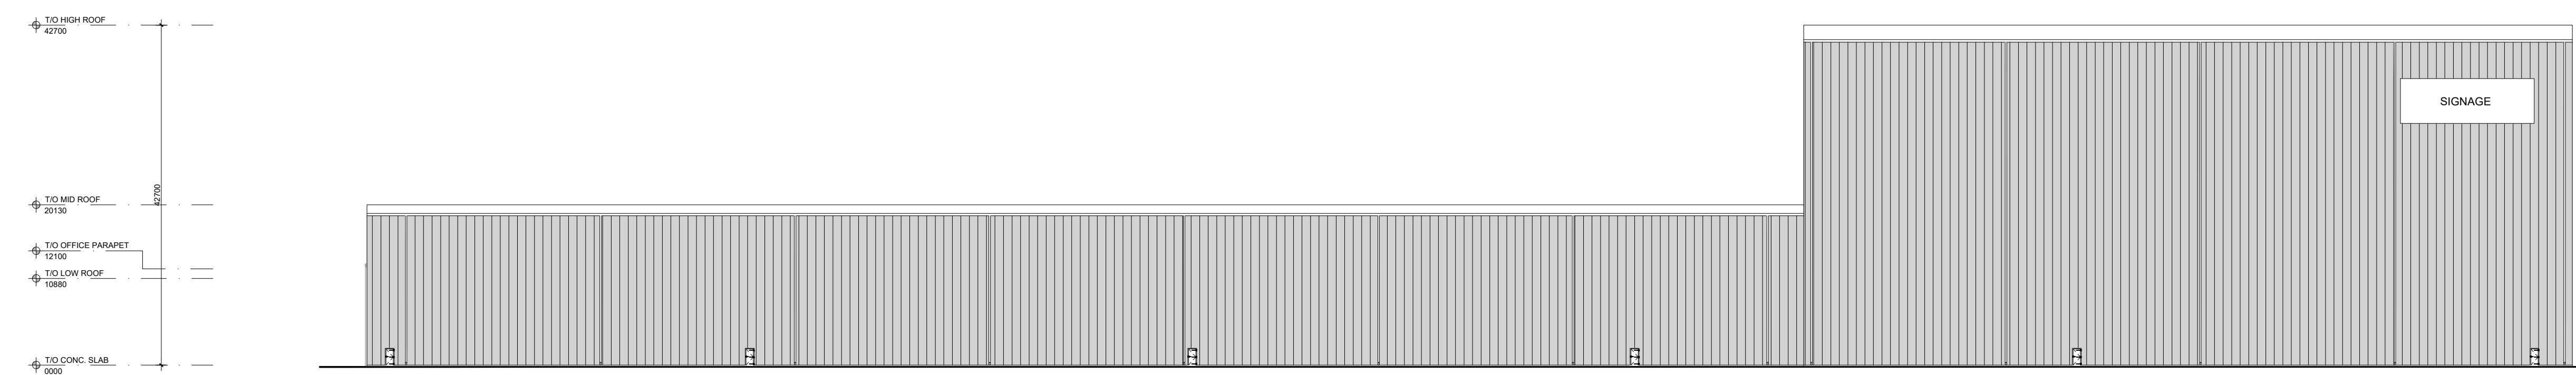 T/O HIGH ROOF
42700
SIGNAGE
42700
T/O MID ROOF
20130
T/O OFFICE PARAPET
12100
T/O LOW ROOF
10880
T/O CONC. SLAB
0000